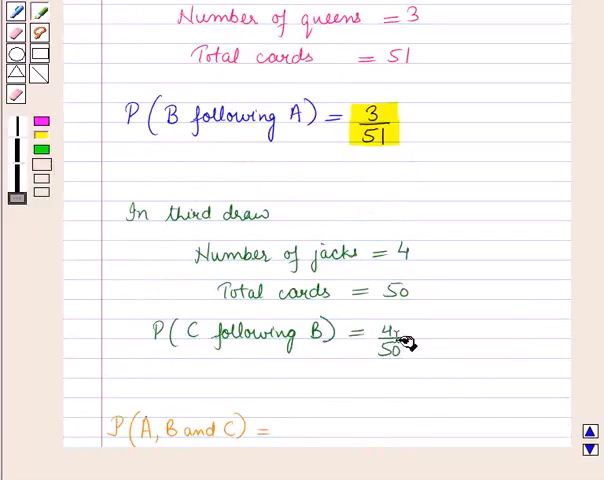 Number of queens = 3
Total cards = 51
P(B following A) = 3/51
In third draw
Number of jacks = 4
Total cards = 50
P(C following B) = 4/50
P(A, B and C) =